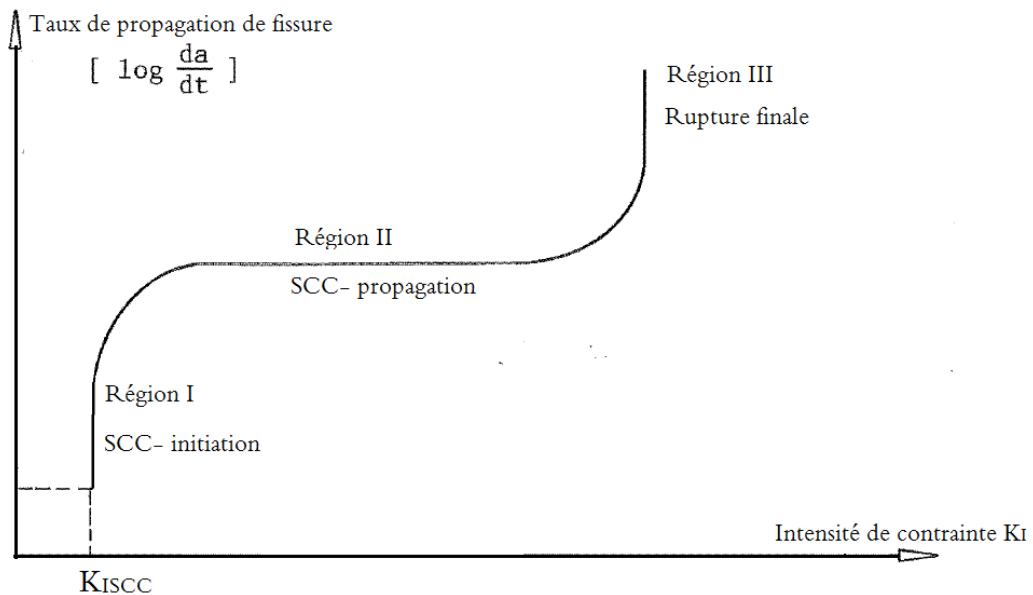 Taux de propagation de fissure
[ log da/dt ]
Région III
Rupture finale
Région II
SCC- propagation
Région I
SCC- initiation
Intensité de contrainte KI
KISCC